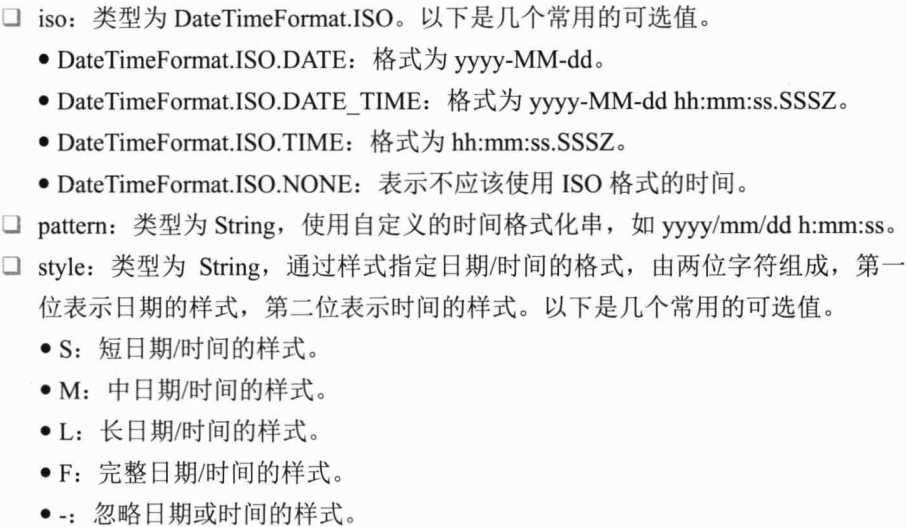 ❑ iso：类型为 DateTimeFormat.ISO。以下是几个常用的可选值。
● DateTimeFormat.ISO.DATE：格式为 yyyy-MM-dd。
● DateTimeFormat.ISO.DATE_TIME：格式为 yyyy-MM-dd hh:mm:ss.SSSZ。
● DateTimeFormat.ISO.TIME：格式为 hh:mm:ss.SSSZ。
● DateTimeFormat.ISO.NONE：表示不应该使用 ISO 格式的时间。
❑ pattern：类型为 String，使用自定义的时间格式化串，如 yyyy/mm/dd h:mm:ss。
❑ style：类型为 String，通过样式指定日期/时间的格式，由两位字符组成，第一
位表示日期的样式，第二位表示时间的样式。以下是几个常用的可选值。
● S：短日期/时间的样式。
● M：中日期/时间的样式。
● L：长日期/时间的样式。
● F：完整日期/时间的样式。
● -：忽略日期或时间的样式。